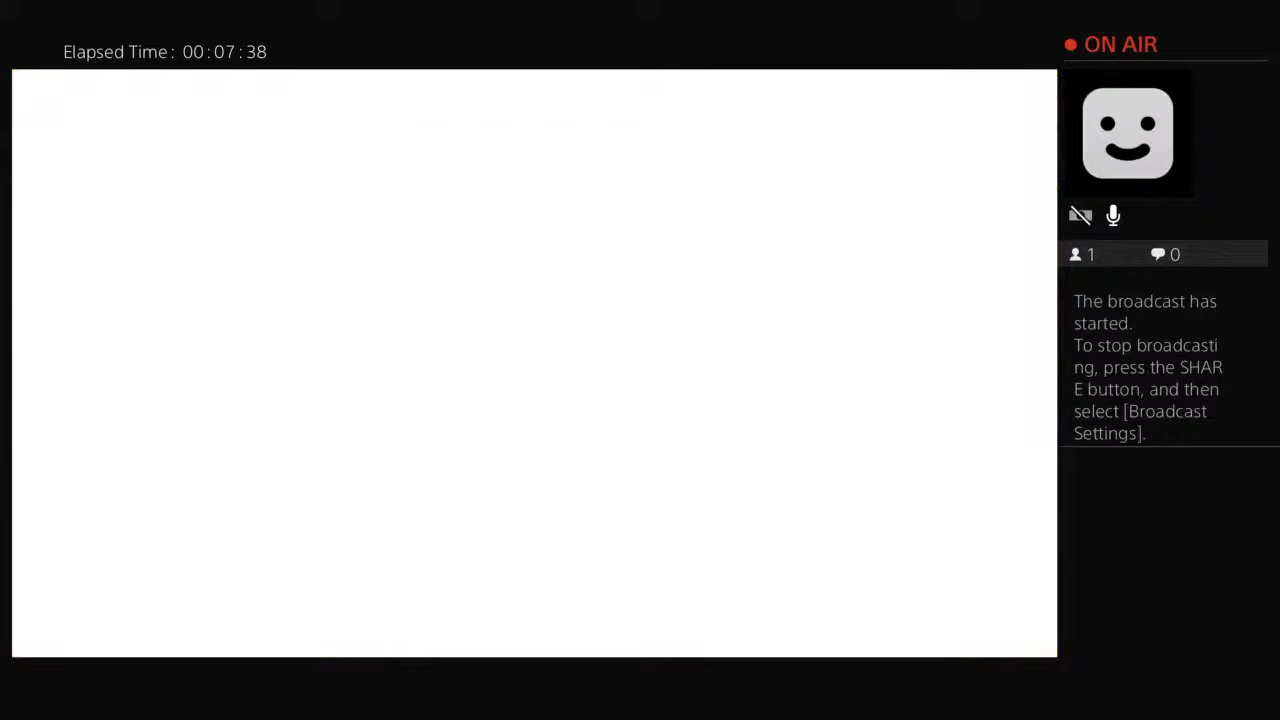 Elapsed Time: 00:07:38
ON AIR
1 0
The broadcast has
started.
To stop broadcasti
ng, press the SHAR
E button, and then
select [Broadcast
Settings].